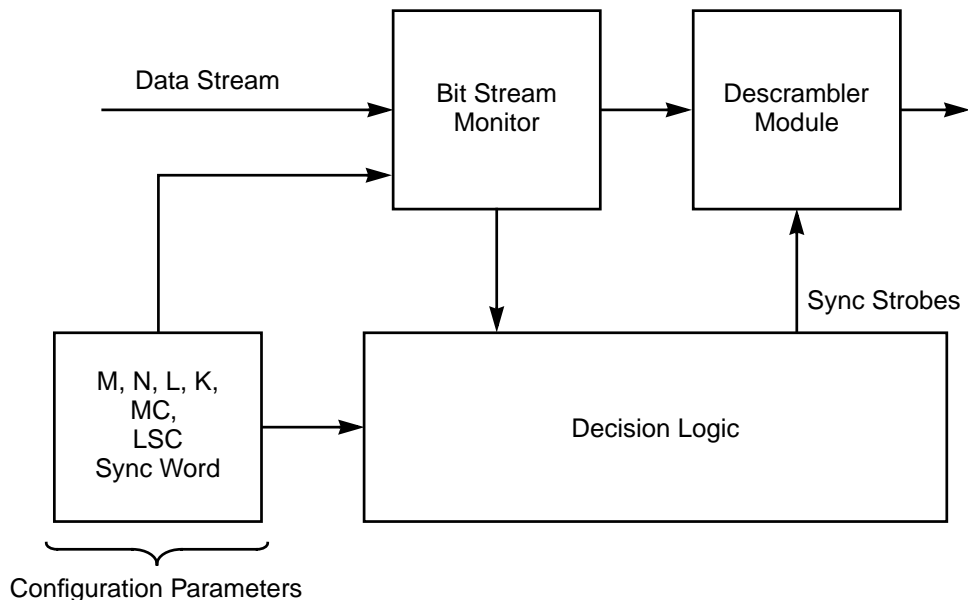 Data Stream
Bit Stream
Monitor
Descrambler
Module
Sync Strobes
M, N, L, K,
MC,
LSC
Sync Word
Decision Logic
Configuration Parameters